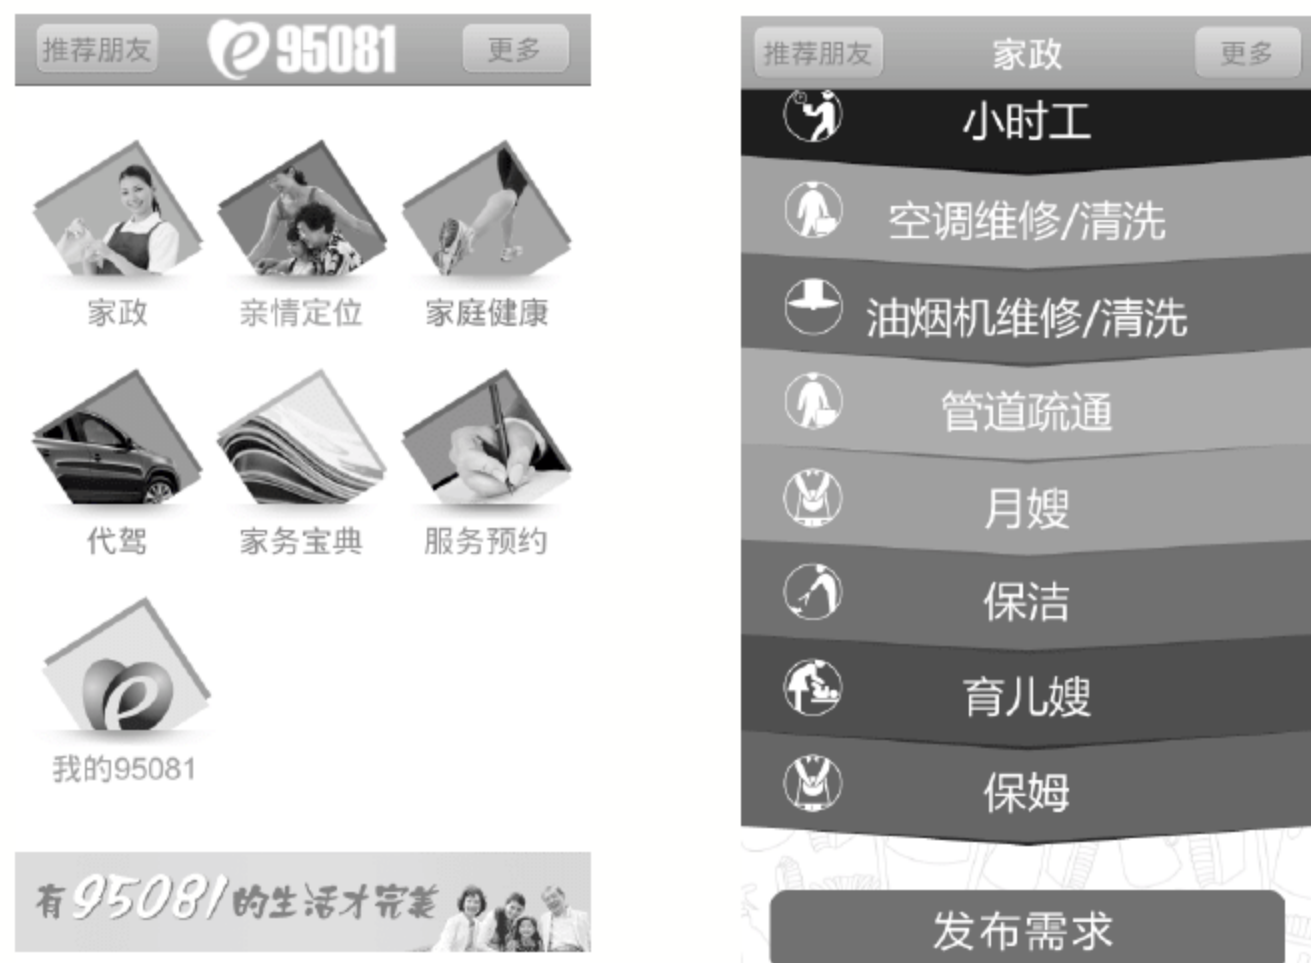 推荐朋友
95081
更多
家政
亲情定位
家庭健康
代驾
家务宝典
服务预约
我的95081
有95081的生活才完美
推荐朋友
家政
更多
小时工
空调维修/清洗
油烟机维修/清洗
管道疏通
月嫂
保洁
育儿嫂
保姆
发布需求